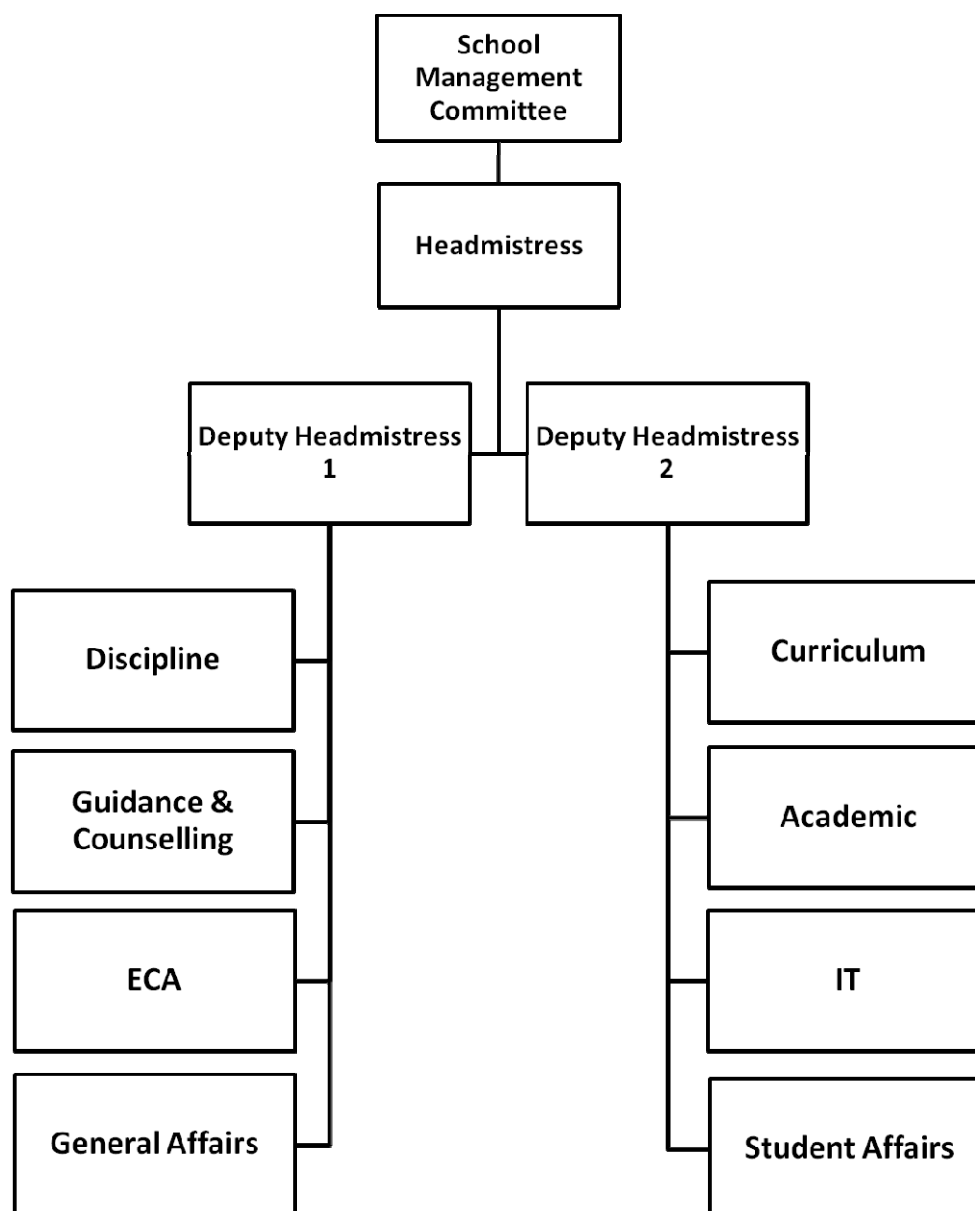 School
Management
Committee
Headmistress
Deputy Headmistress
1
Deputy Headmistress
2
Discipline
Guidance &
Counselling
ECA
General Affairs
Curriculum
Academic
IT
Student Affairs